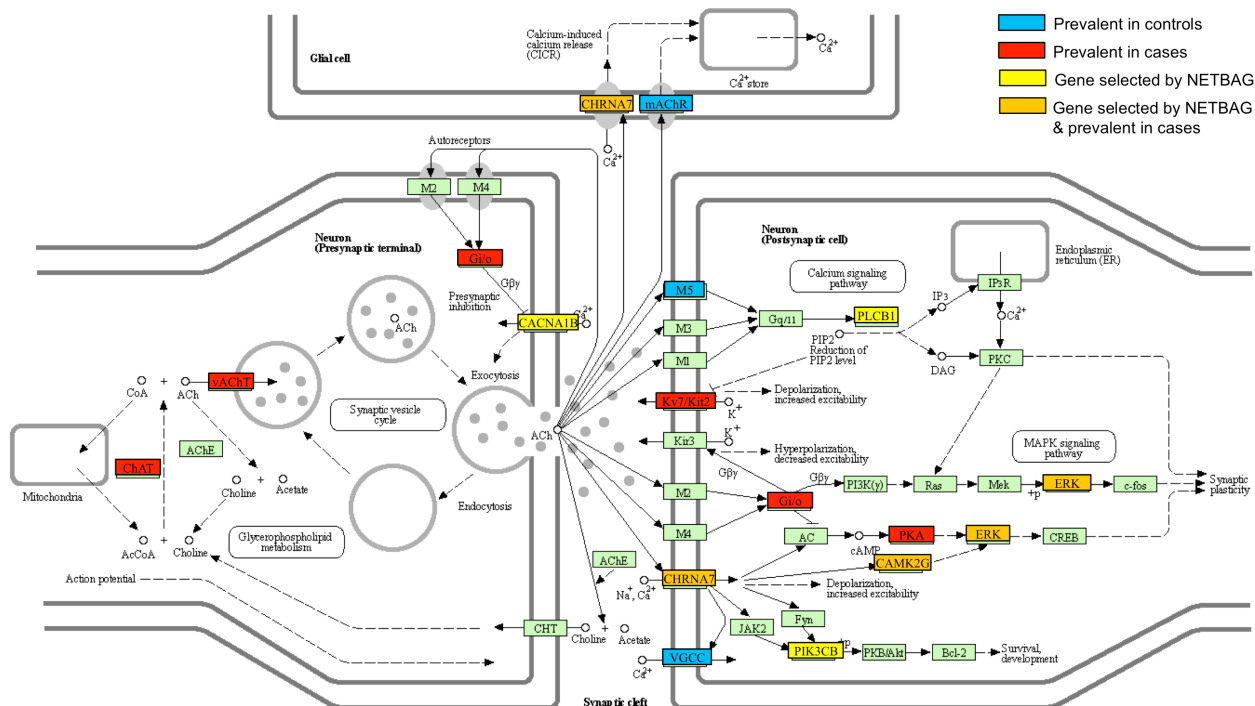 Prevalent in controls
Prevalent in cases
Gene selected by NETBAG
Gene selected by NETBAG
& prevalent in cases
Calcium-induced
calcium release
(CICR)
Glial cell
Ca2+
Ca2+ store
CHRNA7
mAChR
Ca2+
Autoreceptors
M2
M4
Neuron
(Presynaptic terminal)
Gi/o
Gβγ
Presynaptic
inhibition
CACNA1B
Ca2+
Exocytosis
ACh
vAChT
CoA
+
ACh
Synaptic vesicle
cycle
ACh
ChAT
AChE
Mitochondria
Choline
+
Acetate
Endocytosis
AcCoA
+
Choline
Glycerophospholipid
metabolism
Action potential
CHT
Choline
+
Acetate
AChE
Na+, Ca2+
Ca2+
Synaptic cleft
Neuron
(Postsynaptic cell)
Calcium signaling
pathway
Endoplasmic
reticulum (ER)
IP3R
IP3
Ca2+
M5
M3
M1
Gq/11
PLCB1
PIP2
Reduction of
PIP2 level
DAG
PKC
Kv7/Kit2
K+
Depolarization,
increased excitability
K+
Kir3
Hyperpolarization,
decreased excitability
Gβγ
MAPK signaling
pathway
M2
Gi/o
Gβγ
PI3K(γ)
Ras
Mek
+p
ERK
c-fos
Synaptic
plasticity
M4
AC
cAMP
PKA
ERK
CREB
CHRNA7
CAMK2G
Depolarization,
increased excitability
JAK2
Fyn
VGCC
PIK3CB
+p
PKB/Akt
Bcl-2
Survival,
development